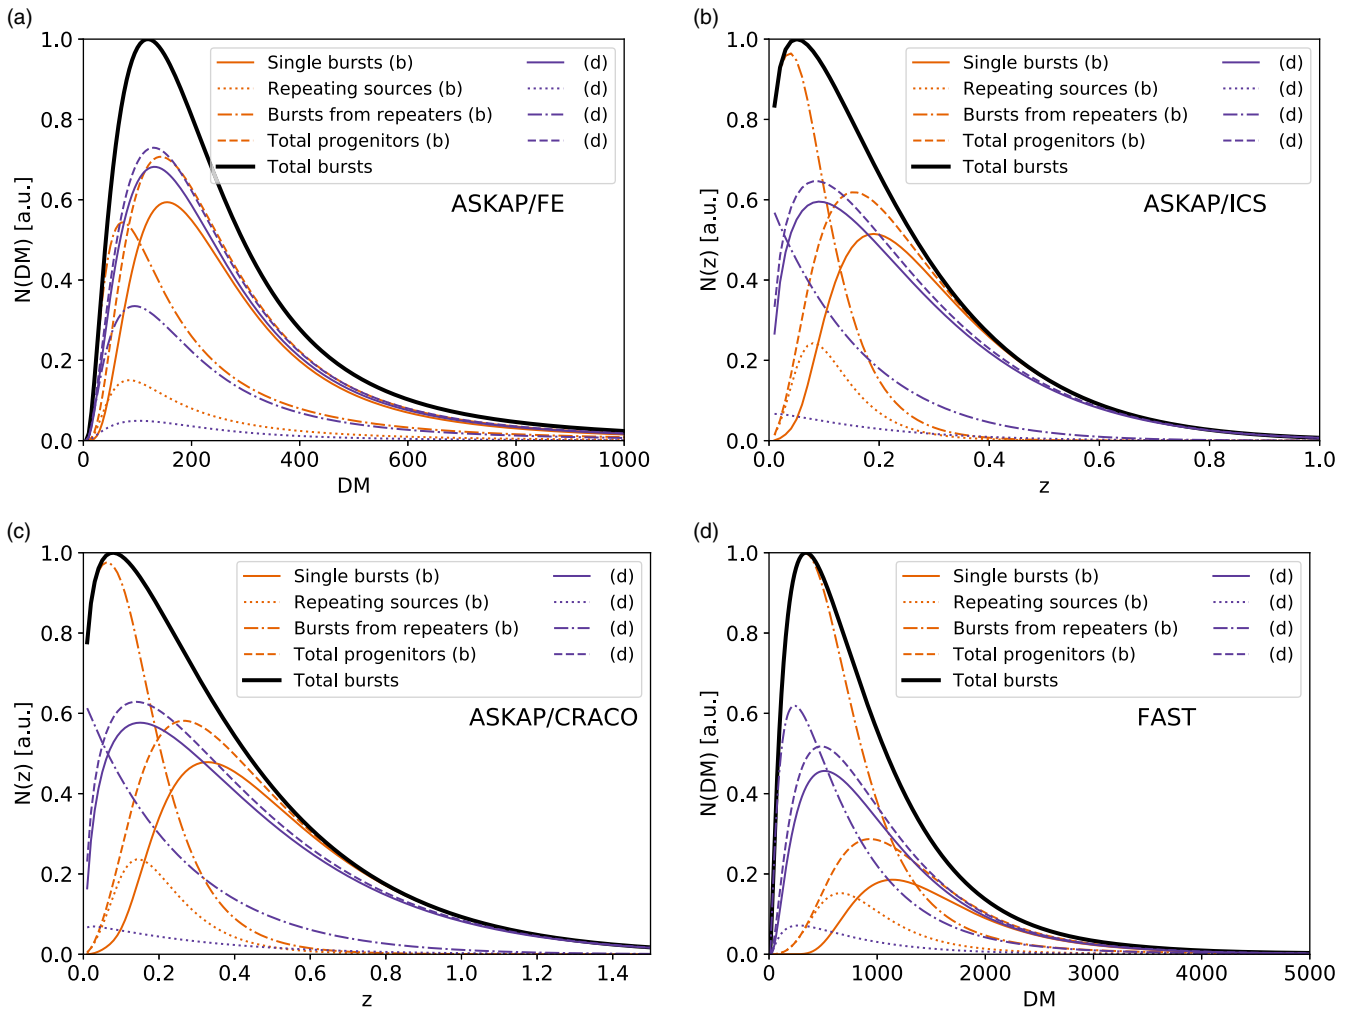 (a)
1.0
0.8
0.6
0.4
0.2
0.0
N(DM) [a.u.]
Single bursts (b) (d)
Repeating sources (b) (d)
Bursts from repeaters (b) (d)
Total progenitors (b) (d)
Total bursts
ASKAP/FE
0 200 400 600 800 1000
DM
(b)
1.0
0.8
0.6
0.4
0.2
0.0
N(z) [a.u.]
Single bursts (b) (d)
Repeating sources (b) (d)
Bursts from repeaters (b) (d)
Total progenitors (b) (d)
Total bursts
ASKAP/ICS
0.0 0.2 0.4 0.6 0.8 1.0
z
(c)
1.0
0.8
0.6
0.4
0.2
0.0
N(z) [a.u.]
Single bursts (b) (d)
Repeating sources (b) (d)
Bursts from repeaters (b) (d)
Total progenitors (b) (d)
Total bursts
ASKAP/CRACO
0.0 0.2 0.4 0.6 0.8 1.0 1.2 1.4
z
(d)
1.0
0.8
0.6
0.4
0.2
0.0
N(DM) [a.u.]
Single bursts (b) (d)
Repeating sources (b) (d)
Bursts from repeaters (b) (d)
Total progenitors (b) (d)
Total bursts
FAST
0 1000 2000 3000 4000 5000
DM